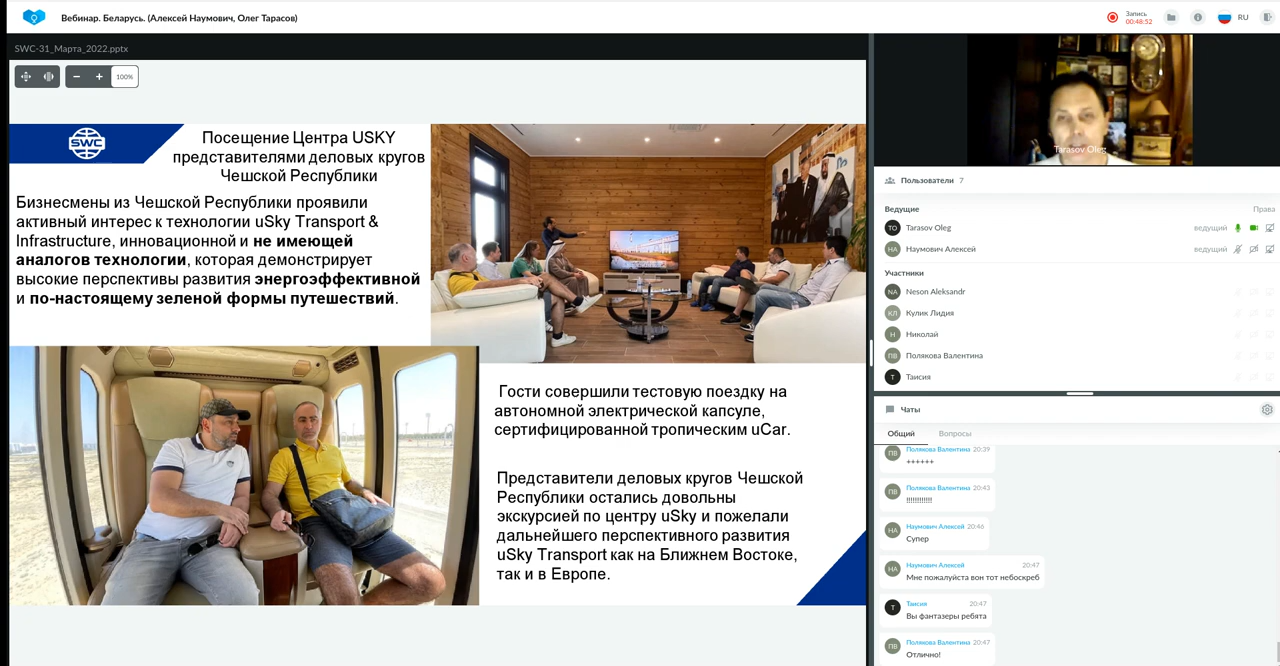 Вебинар. Беларусь. (Алексей Наумович, Олег Тарасов)
Запись
00:48:52
RU
SWC-31_Марта_2022.pptx
100%
SWC
Посещение Центра USKY
представителями деловых кругов
Чешской Республики
Бизнесмены из Чешской Республики проявили
активный интерес к технологии uSky Transport &
Infrastructure, инновационной и не имеющей
аналогов технологии, которая демонстрирует
высокие перспективы развития энергоэффективной
и по-настоящему зеленой формы путешествий.
Гости совершили тестовую поездку на
автономной электрической капсуле,
сертифицированной тропическим uCar.
Представители деловых кругов Чешской
Республики остались довольны
экскурсией по центру uSky и пожелали
дальнейшего перспективного развития
uSky Transport как на Ближнем Востоке,
так и в Европе.
Tarasov Oleg
Пользователи 7
Ведущие Права
TO Tarasov Oleg ведущий
НА Наумович Алексей ведущий
Участники
NA Neson Aleksandr
КЛ Кулик Лидия
Н Николай
ПВ Полякова Валентина
Т Таисия
Чаты
Общий Вопросы
ПВ Полякова Валентина 20:39
++++++
ПВ Полякова Валентина 20:43
!!!!!!!!!!!!
НА Наумович Алексей 20:46
Супер
НА Наумович Алексей 20:47
Мне пожалуйста вон тот небоскреб
Т Таисия 20:47
Вы фантазеры ребята
ПВ Полякова Валентина 20:47
Отлично!